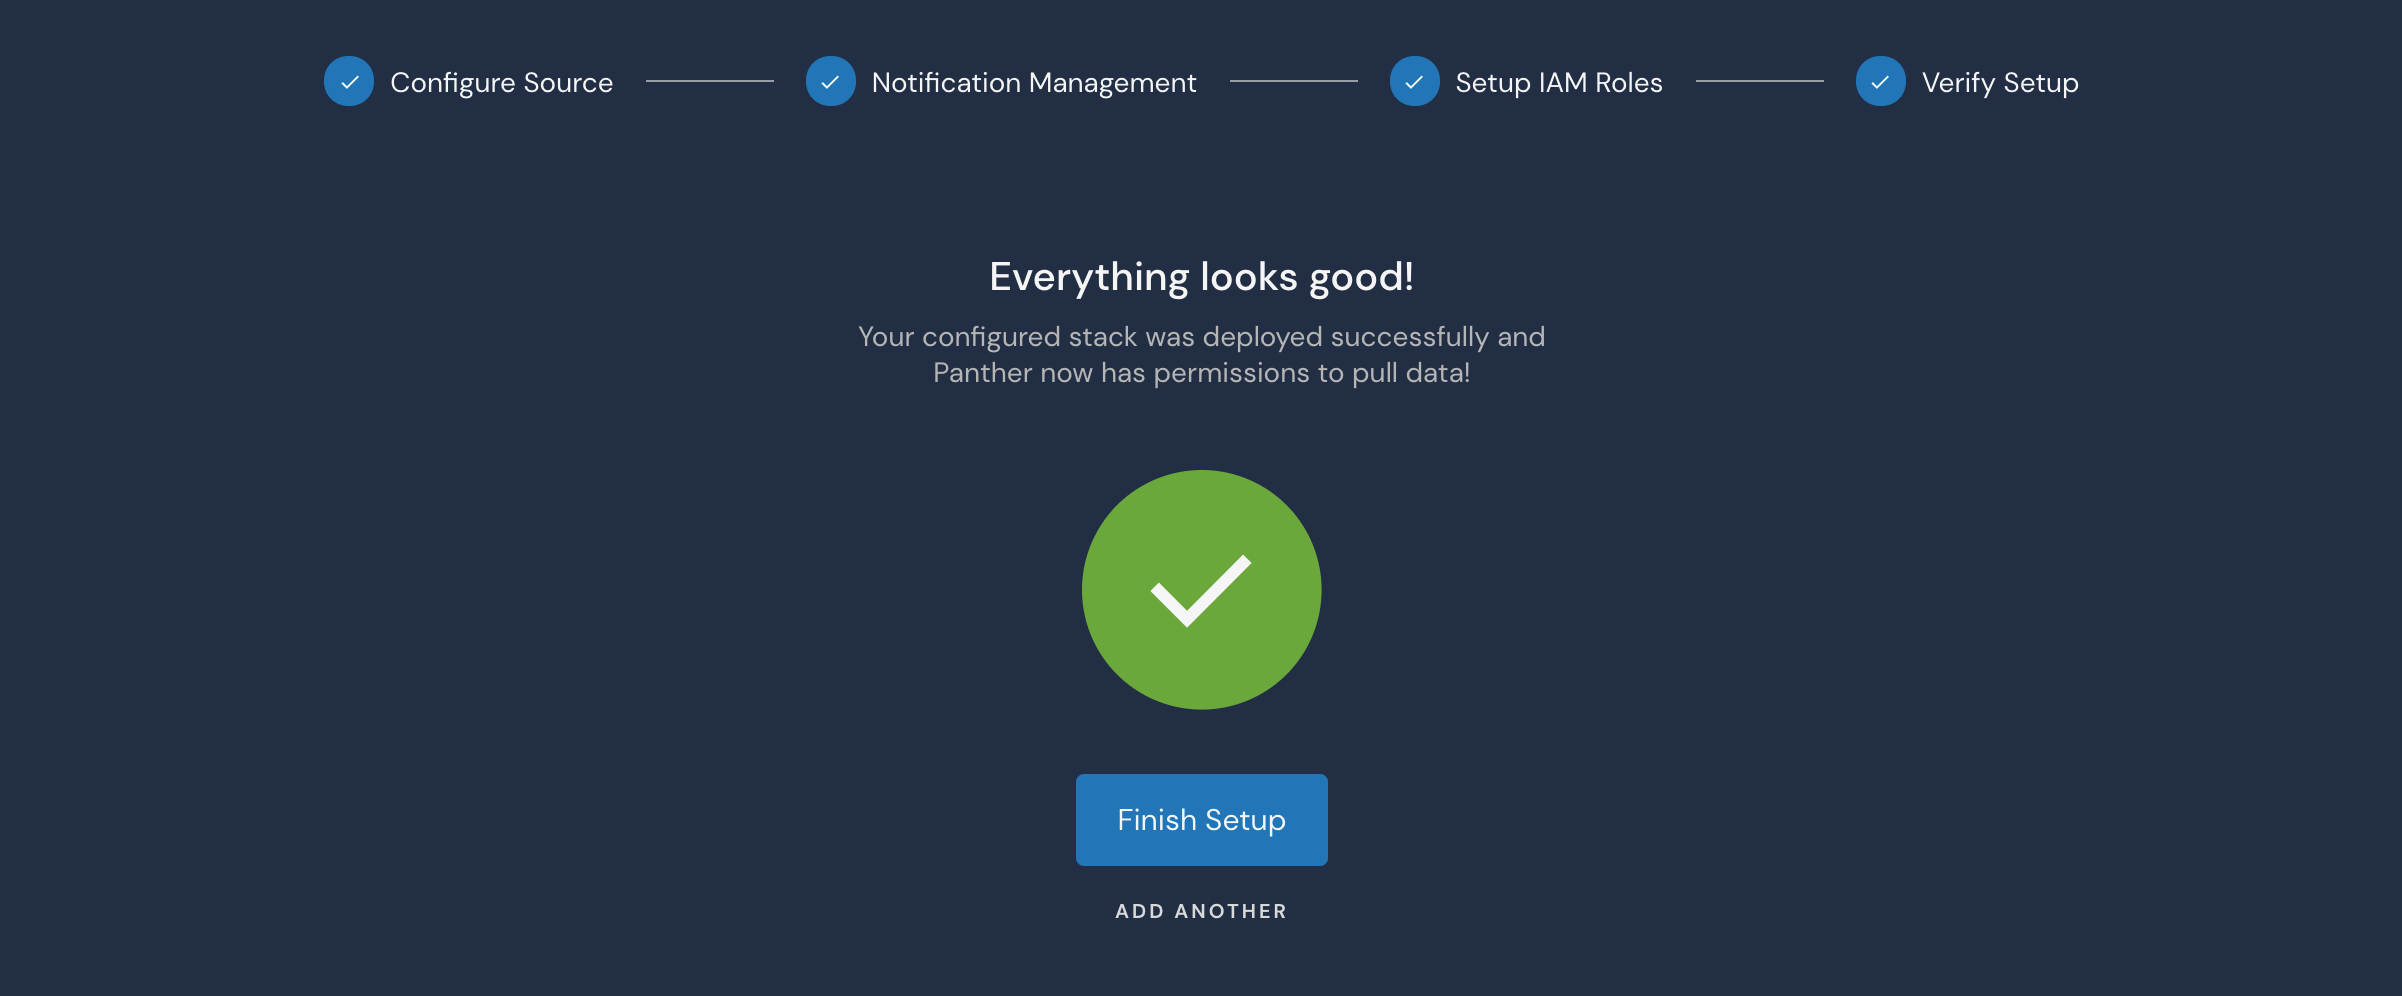 Configure Source
Notification Management
Setup IAM Roles
Verify Setup
Everything looks good!
Your configured stack was deployed successfully and
Panther now has permissions to pull data!
Finish Setup
ADD ANOTHER